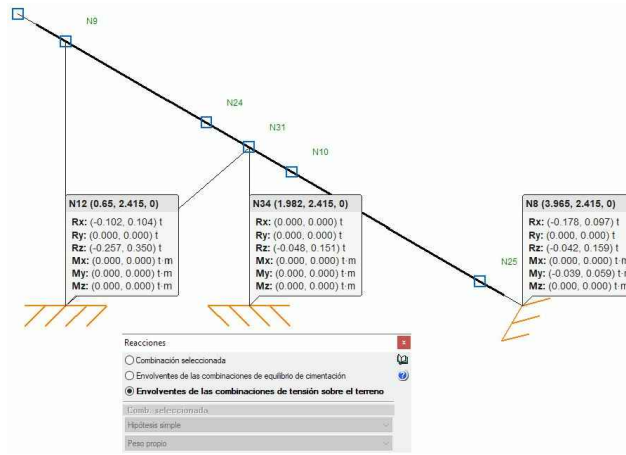 N9
N24
N31
N10
N12 (0.65, 2.415, 0)
Rx: (-0.102, 0.104) t
Ry: (0.000, 0.000) t
Rz: (-0.257, 0.350) t
Mx: (0.000, 0.000) t·m
My: (0.000, 0.000) t·m
Mz: (0.000, 0.000) t·m
N34 (1.982, 2.415, 0)
Rx: (0.000, 0.000) t
Ry: (0.000, 0.000) t
Rz: (-0.048, 0.151) t
Mx: (0.000, 0.000) t·m
My: (0.000, 0.000) t·m
Mz: (0.000, 0.000) t·m
N25
N8 (3.965, 2.415, 0)
Rx: (-0.178, 0.097) t
Ry: (0.000, 0.000) t
Rz: (-0.042, 0.159) t
Mx: (0.000, 0.000) t·m
My: (-0.039, 0.059) t·m
Mz: (0.000, 0.000) t·m
Reacciones
Combinación seleccionada
Envolventes de las combinaciones de equilibrio de cimentación
Envolventes de las combinaciones de tensión sobre el terreno
Comb. seleccionada
Hipótesis simple
Peso propio